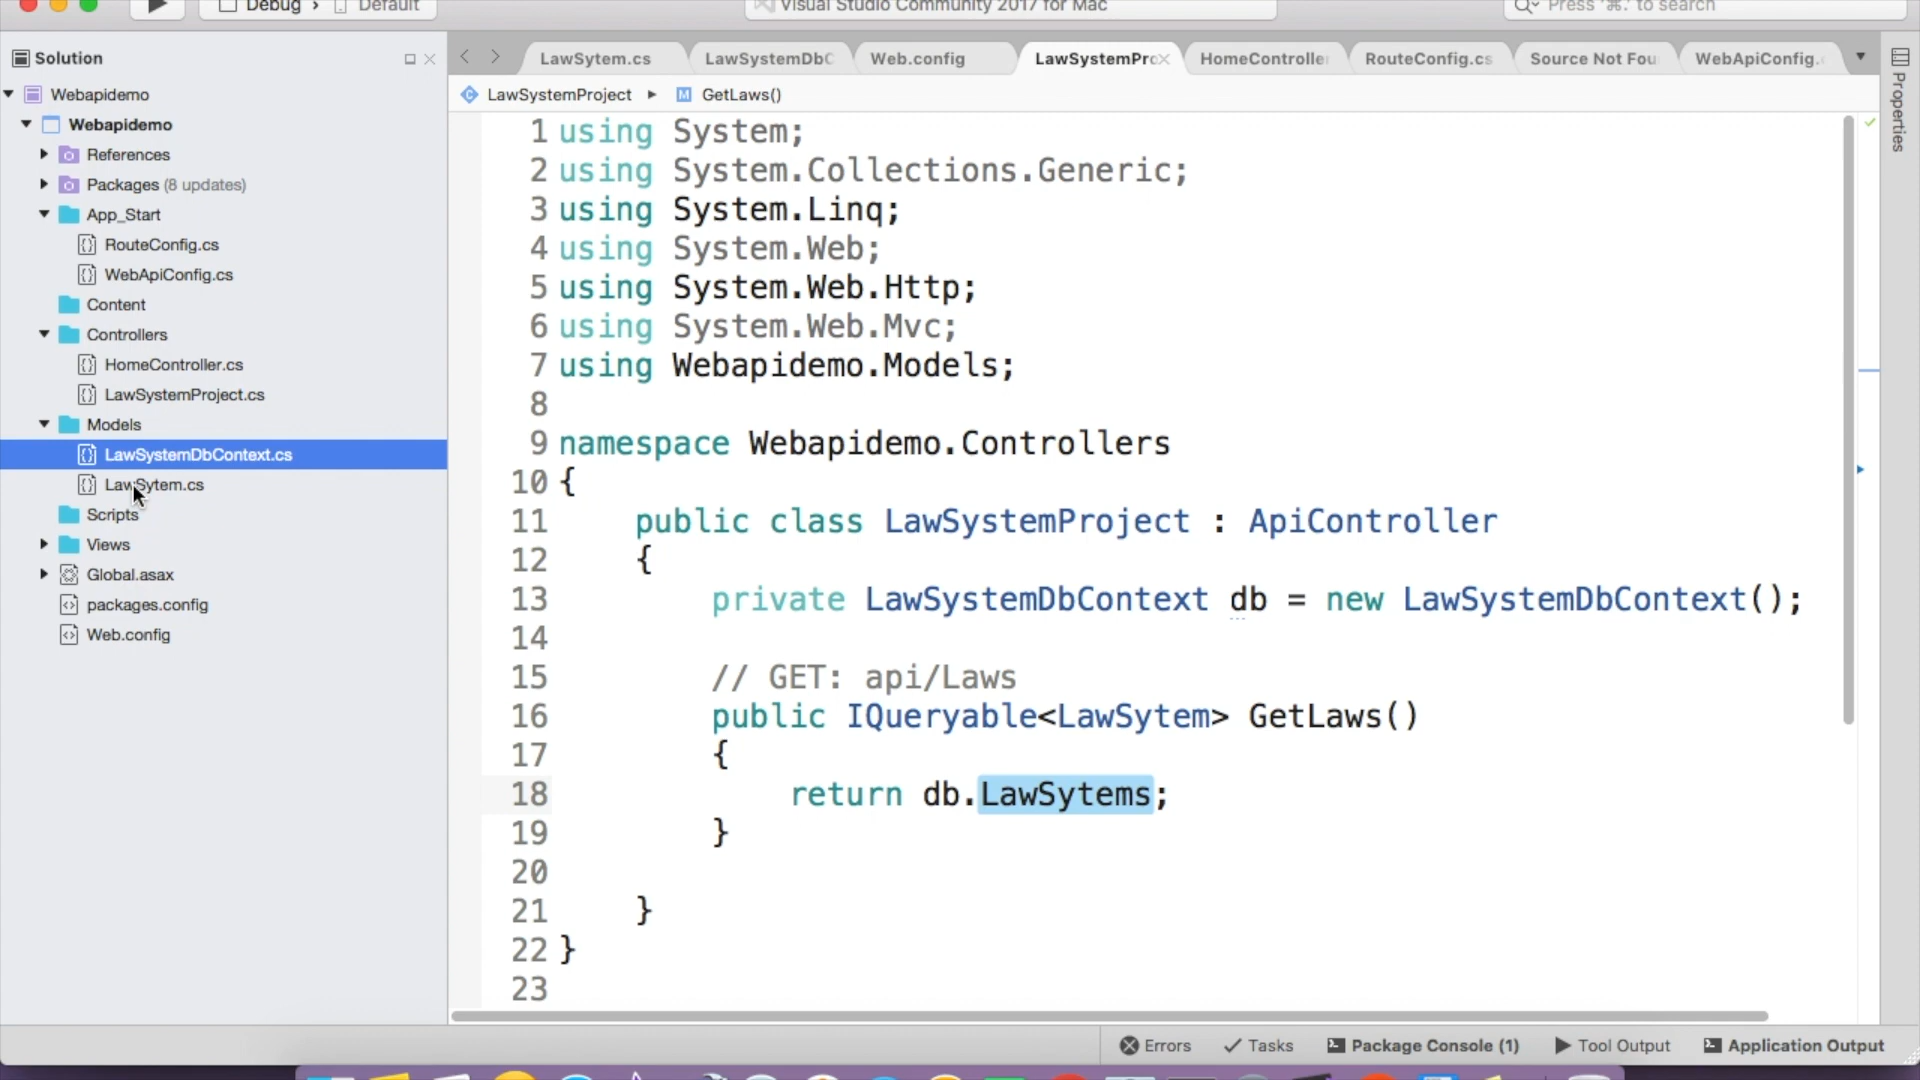 Debug › Default
Visual Studio Community 2017 for Mac
Press '⌘.' to search
Solution
Webapidemo
Webapidemo
References
Packages (8 updates)
App_Start
RouteConfig.cs
WebApiConfig.cs
Content
Controllers
HomeController.cs
LawSystemProject.cs
Models
LawSystemDbContext.cs
LawSytem.cs
Scripts
Views
Global.asax
packages.config
Web.config
LawSytem.cs
LawSystemDbC
Web.config
LawSystemPro
HomeController
RouteConfig.cs
Source Not Fou
WebApiConfig.
LawSystemProject ▸ M GetLaws()
1 using System;
2 using System.Collections.Generic;
3 using System.Linq;
4 using System.Web;
5 using System.Web.Http;
6 using System.Web.Mvc;
7 using Webapidemo.Models;
8
9 namespace Webapidemo.Controllers
10 {
11 public class LawSystemProject : ApiController
12 {
13 private LawSystemDbContext db = new LawSystemDbContext();
14
15 // GET: api/Laws
16 public IQueryable<LawSytem> GetLaws()
17 {
18 return db.LawSytems;
19 }
20
21 }
22 }
23
Properties
Errors
Tasks
Package Console (1)
Tool Output
Application Output